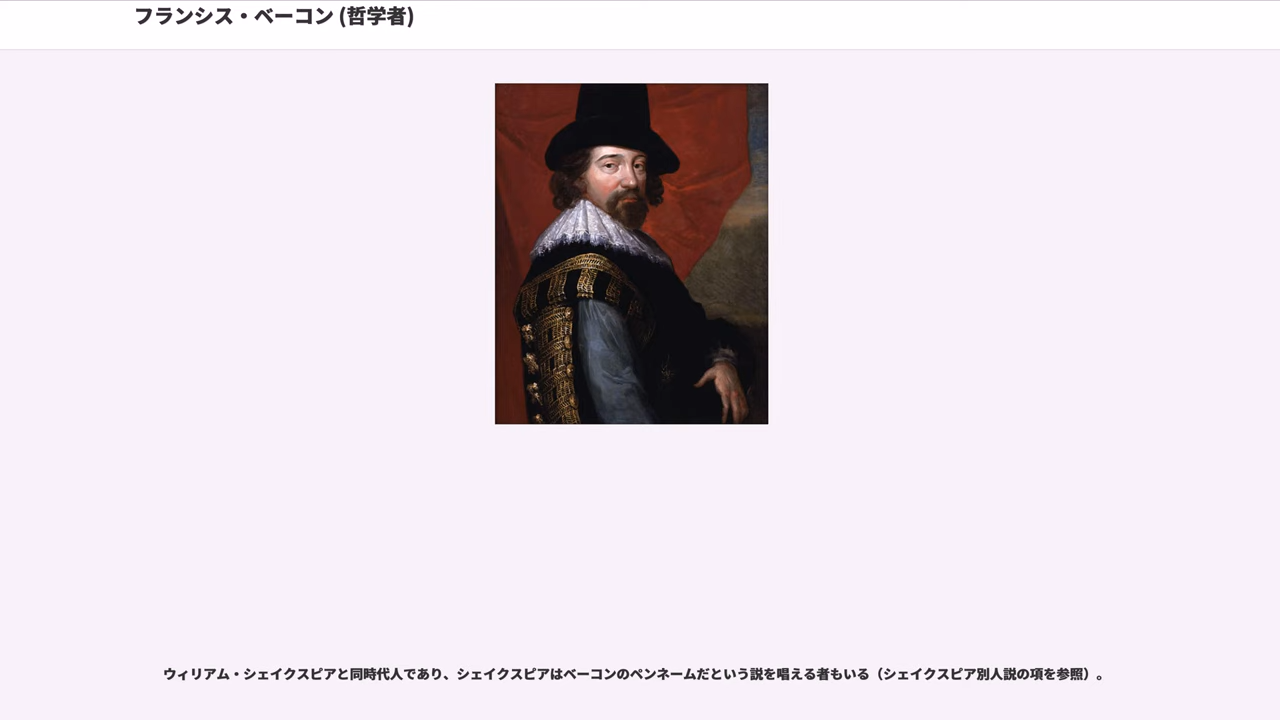 フランシス・ベーコン (哲学者)
ウィリアム・シェイクスピアと同時代人であり、シェイクスピアはベーコンのペンネームだという説を唱える者もいる（シェイクスピア別人説の項を参照）。